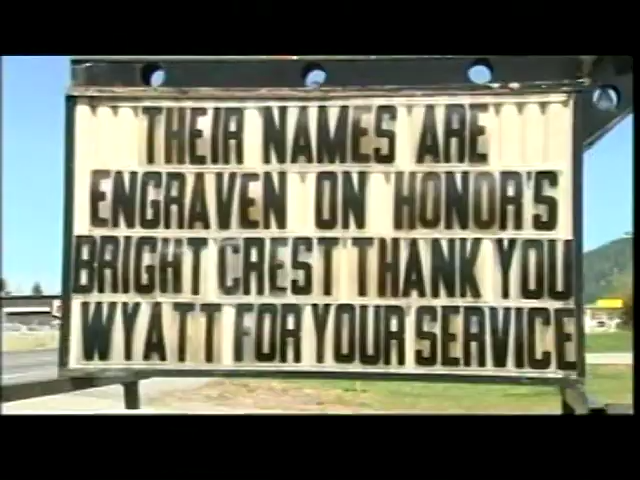 THEIR NAMES ARE
ENGRAVEN ON HONOR'S
BRIGHT CREST THANK YOU
WYATT FOR YOUR SERVICE